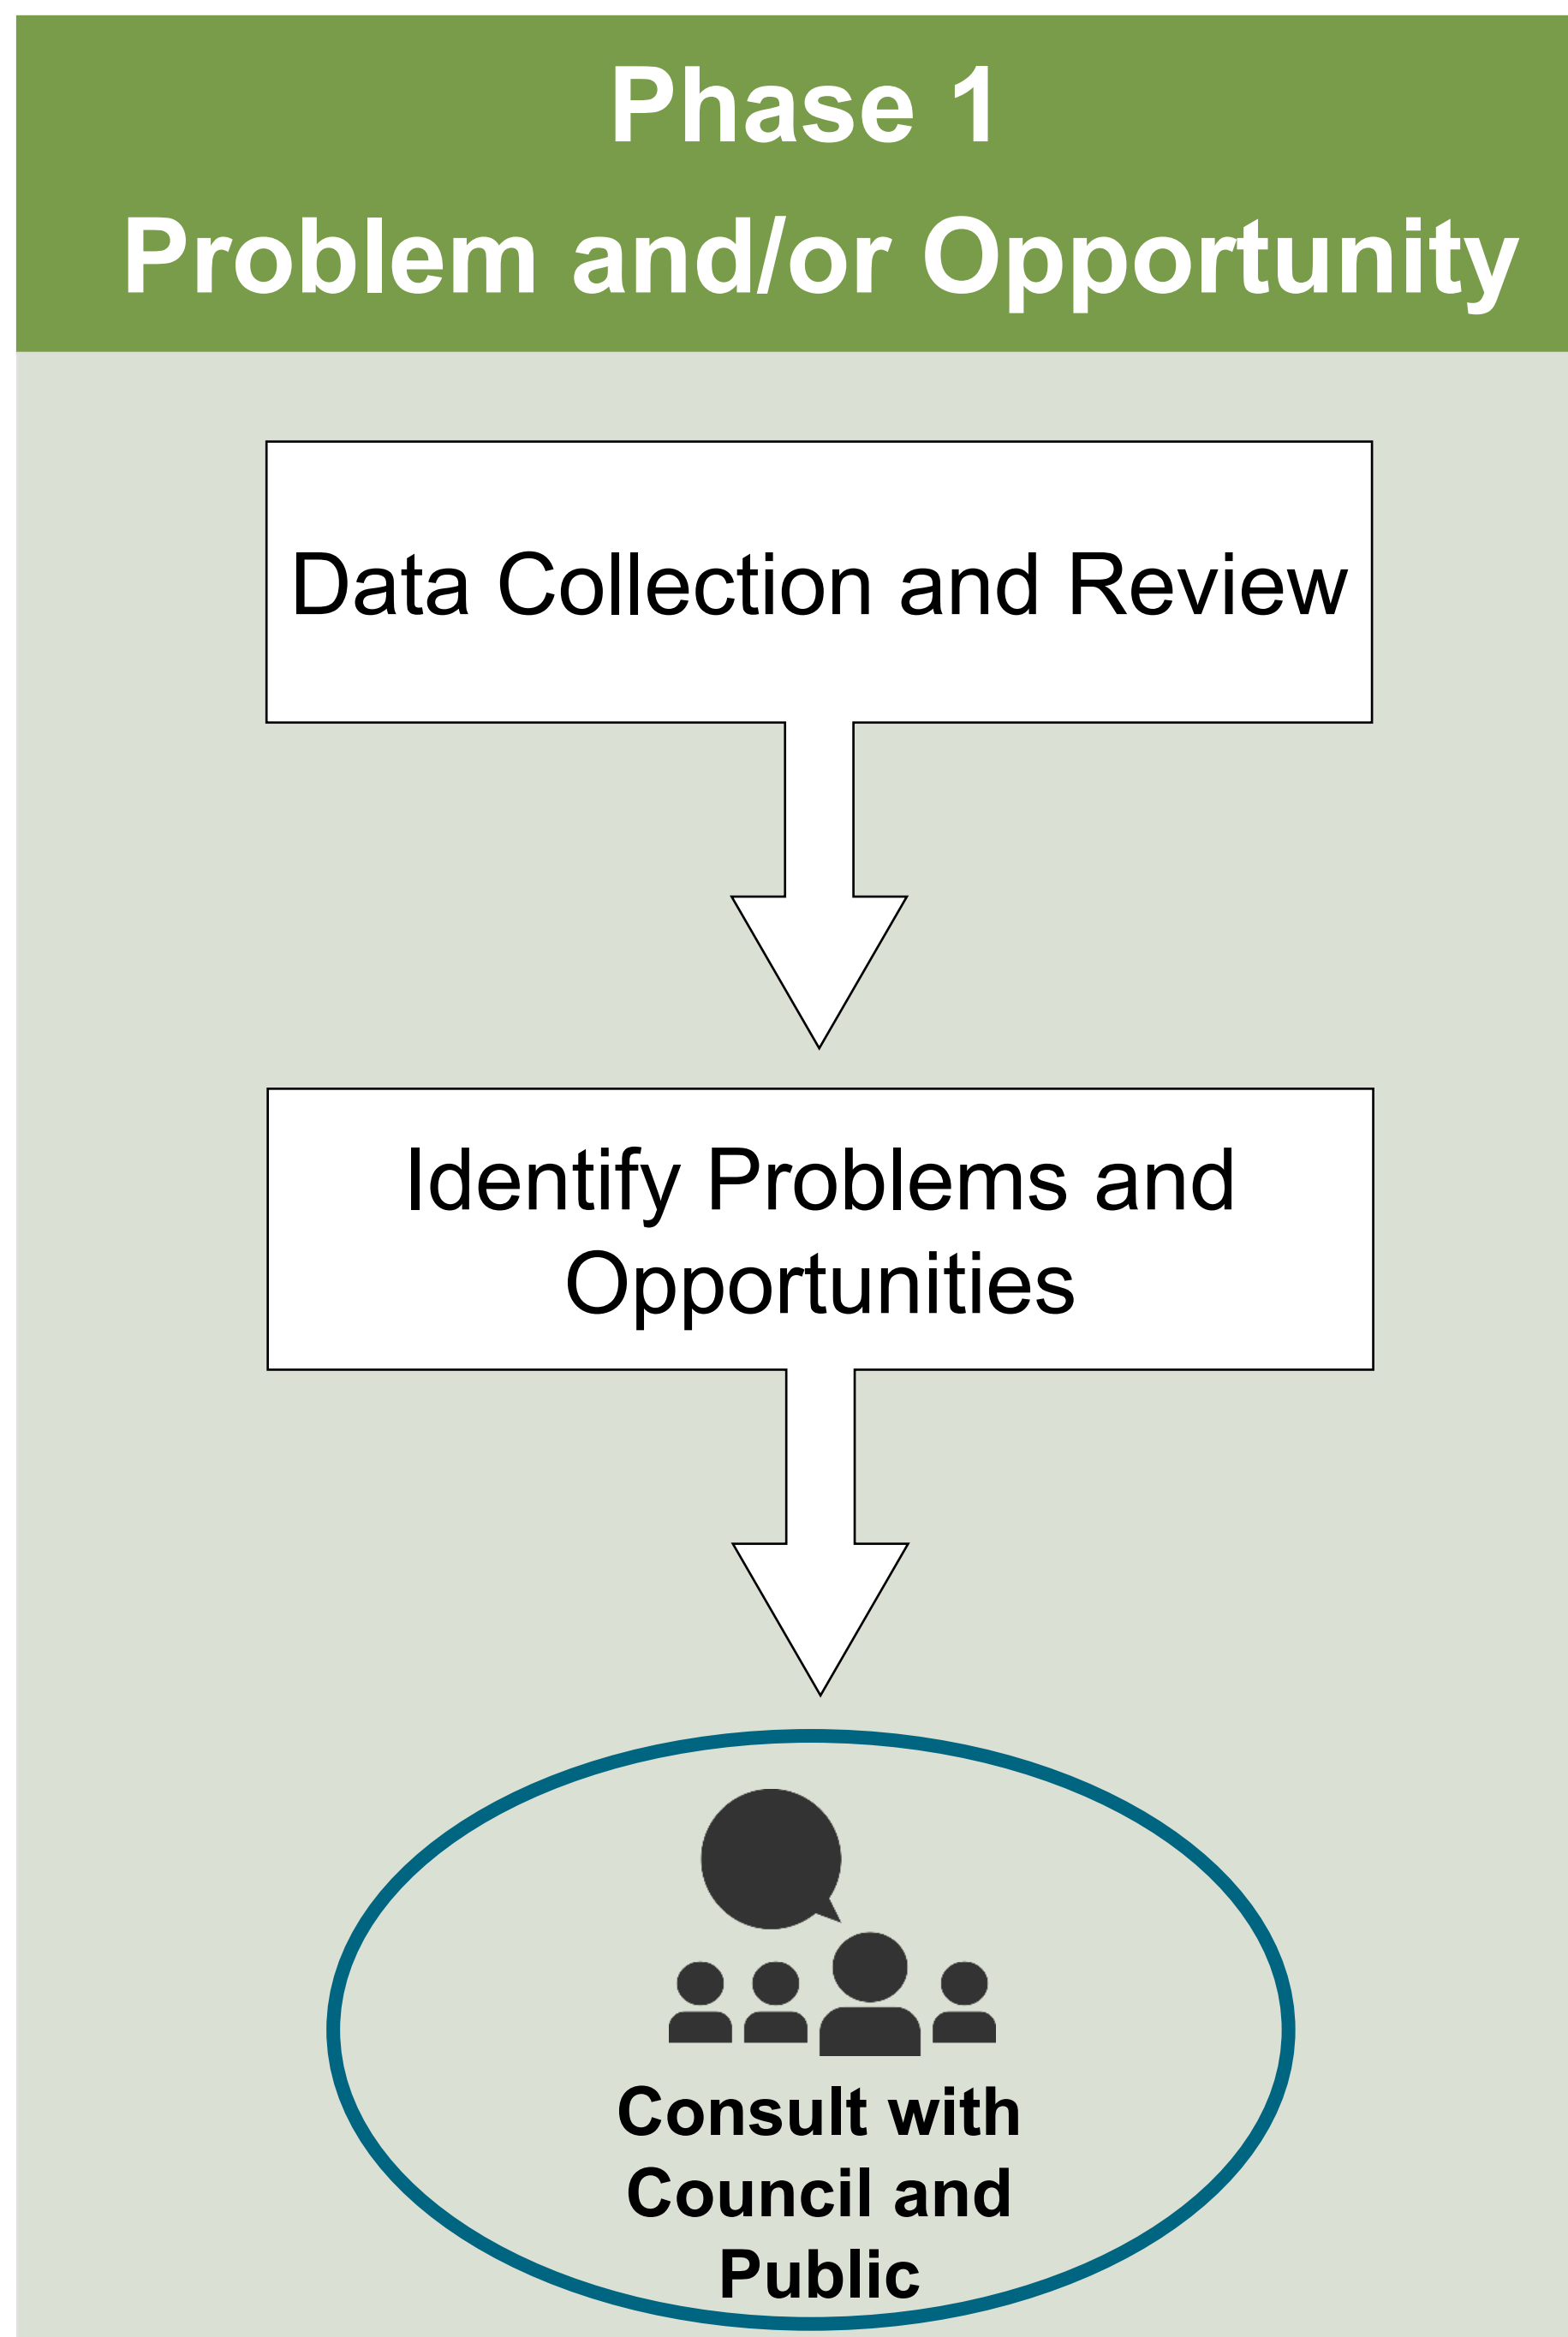 Phase 1
Problem and/or Opportunity
Data Collection and Review
Identify Problems and
Opportunities
Consult with
Council and
Public